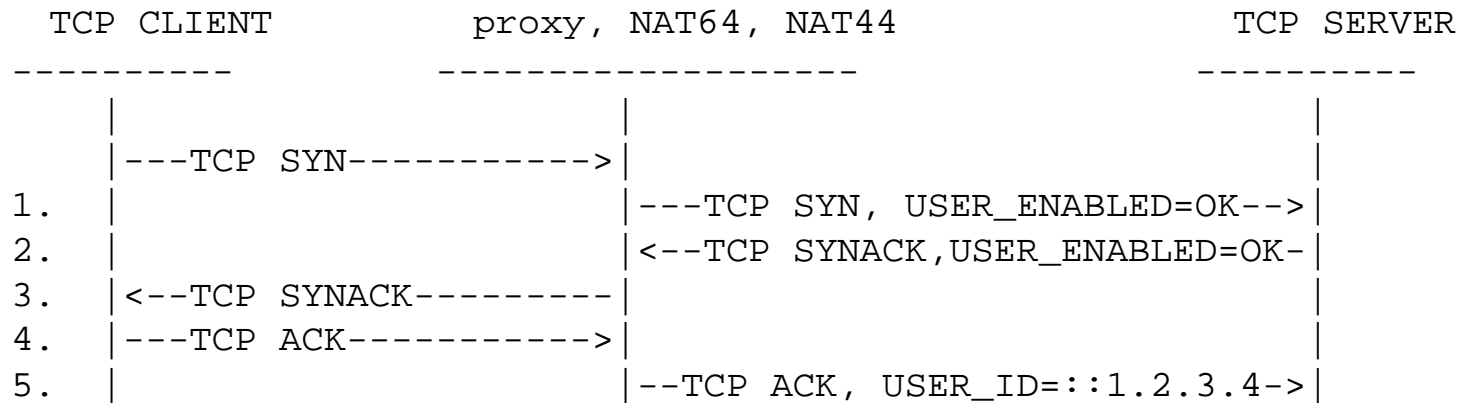 TCP CLIENT          proxy, NAT64, NAT44               TCP SERVER
----------          -------------------               ----------
    |                       |                              |
    |---TCP SYN------------>|                              |
1.  |                       |---TCP SYN, USER_ENABLED=OK-->|
2.  |                       |<--TCP SYNACK,USER_ENABLED=OK-|
3.  |<--TCP SYNACK----------|                              |
4.  |---TCP ACK------------>|                              |
5.  |                       |--TCP ACK, USER_ID=::1.2.3.4->|